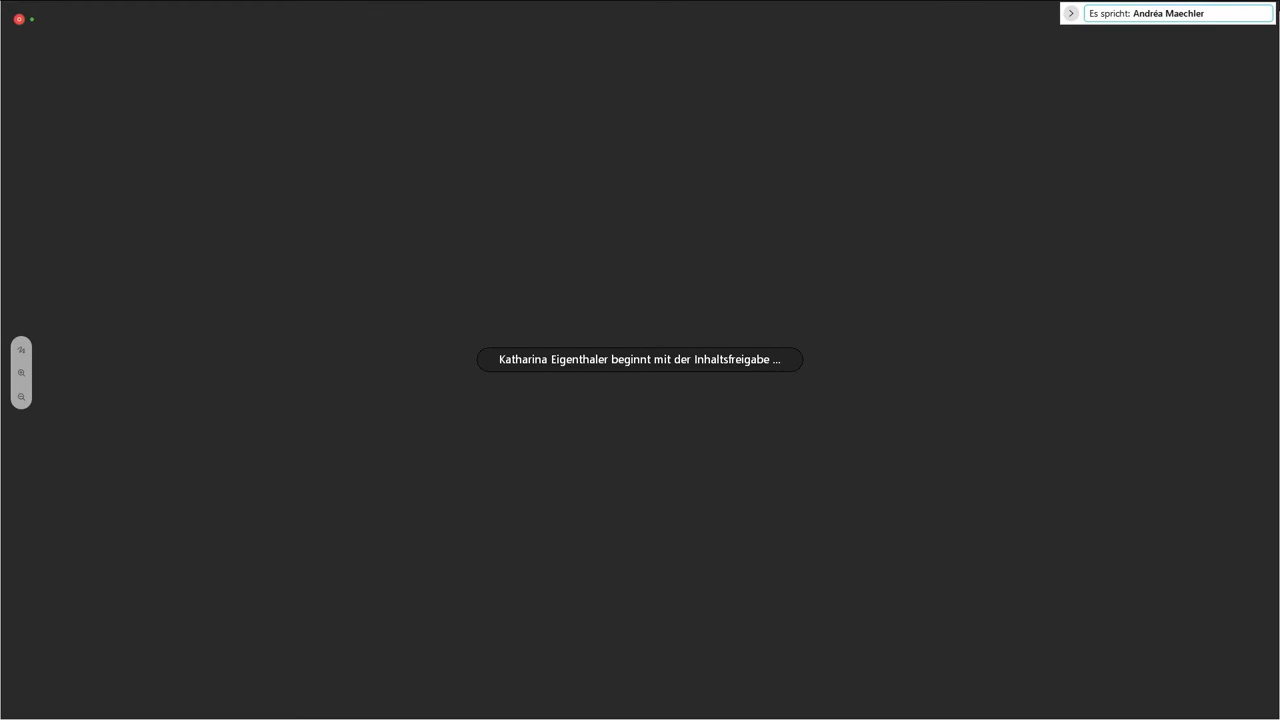 Es spricht: Andréa Maechler
Katharina Eigenthaler beginnt mit der Inhaltsfreigabe ...